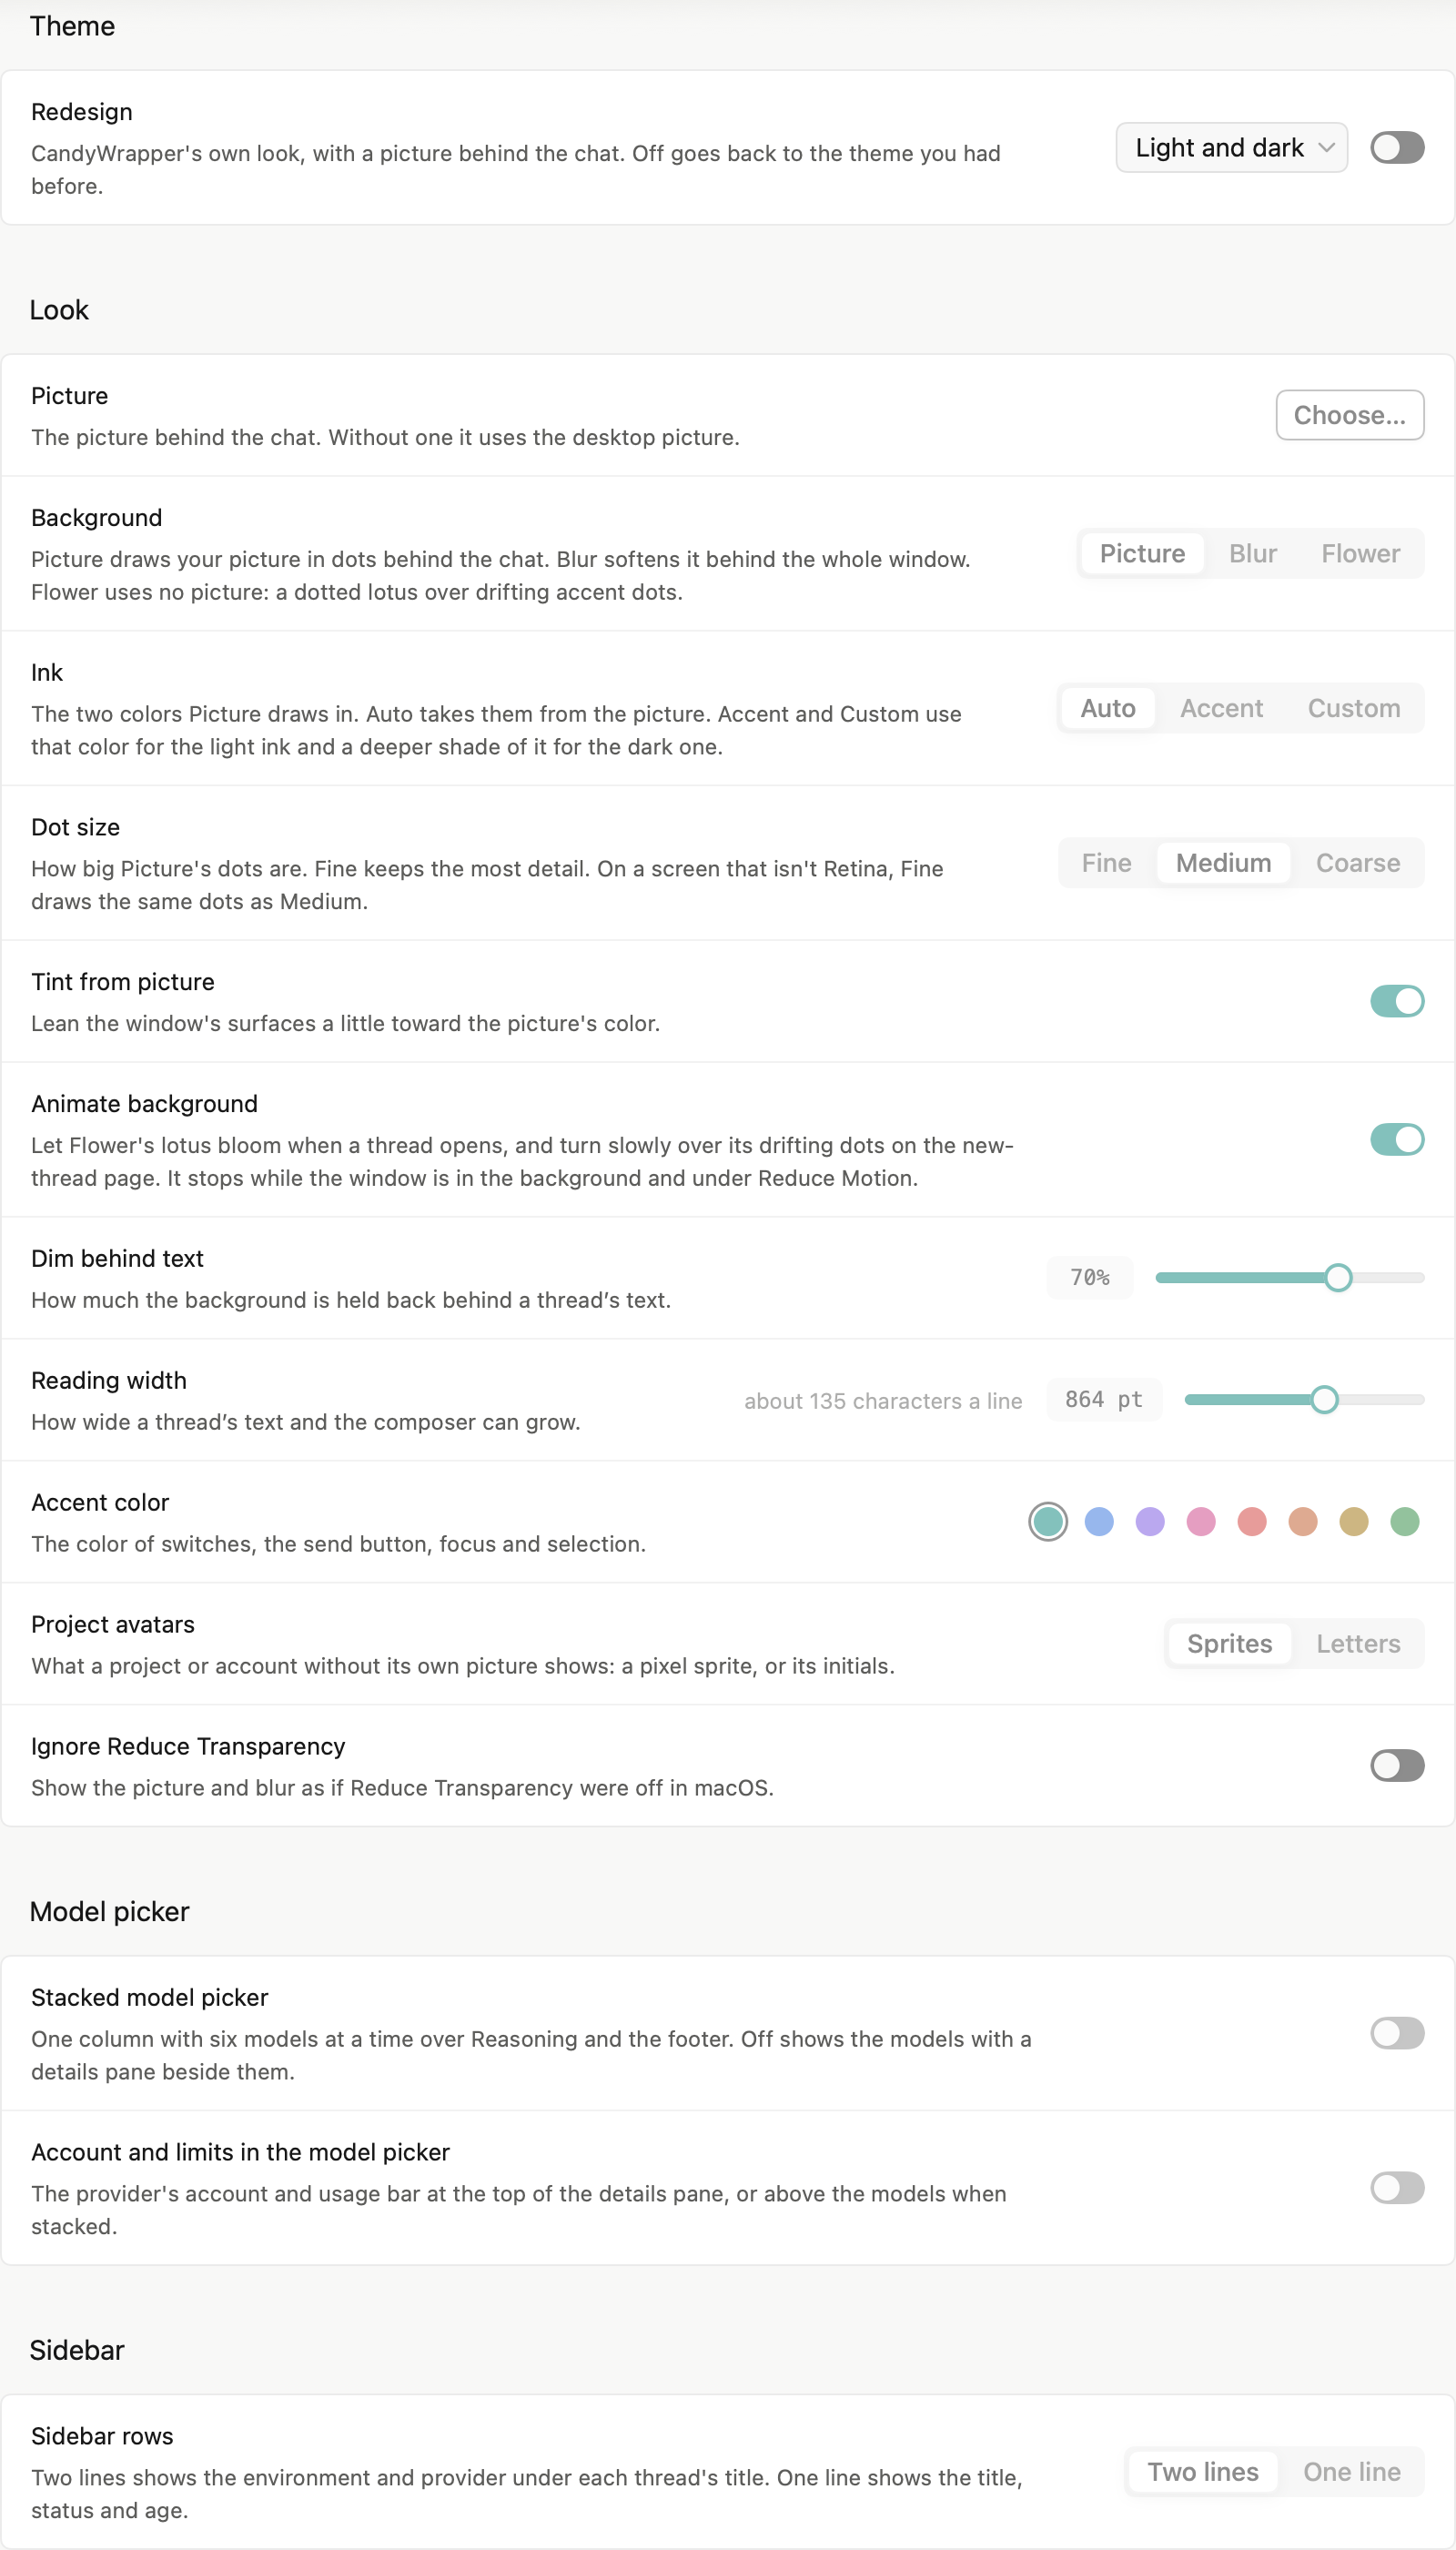 Theme
Redesign
CandyWrapper's own look, with a picture behind the chat. Off goes back to the theme you had
before.
Light and dark
Look
Picture
The picture behind the chat. Without one it uses the desktop picture.
Choose...
Background
Picture draws your picture in dots behind the chat. Blur softens it behind the whole window.
Flower uses no picture: a dotted lotus over drifting accent dots.
Picture Blur Flower
Ink
The two colors Picture draws in. Auto takes them from the picture. Accent and Custom use
that color for the light ink and a deeper shade of it for the dark one.
Auto Accent Custom
Dot size
How big Picture's dots are. Fine keeps the most detail. On a screen that isn't Retina, Fine
draws the same dots as Medium.
Fine Medium Coarse
Tint from picture
Lean the window's surfaces a little toward the picture's color.
Animate background
Let Flower's lotus bloom when a thread opens, and turn slowly over its drifting dots on the new-
thread page. It stops while the window is in the background and under Reduce Motion.
Dim behind text
How much the background is held back behind a thread’s text.
70%
Reading width
How wide a thread’s text and the composer can grow.
about 135 characters a line
864 pt
Accent color
The color of switches, the send button, focus and selection.
Project avatars
What a project or account without its own picture shows: a pixel sprite, or its initials.
Sprites Letters
Ignore Reduce Transparency
Show the picture and blur as if Reduce Transparency were off in macOS.
Model picker
Stacked model picker
One column with six models at a time over Reasoning and the footer. Off shows the models with a
details pane beside them.
Account and limits in the model picker
The provider's account and usage bar at the top of the details pane, or above the models when
stacked.
Sidebar
Sidebar rows
Two lines shows the environment and provider under each thread's title. One line shows the title,
status and age.
Two lines One line